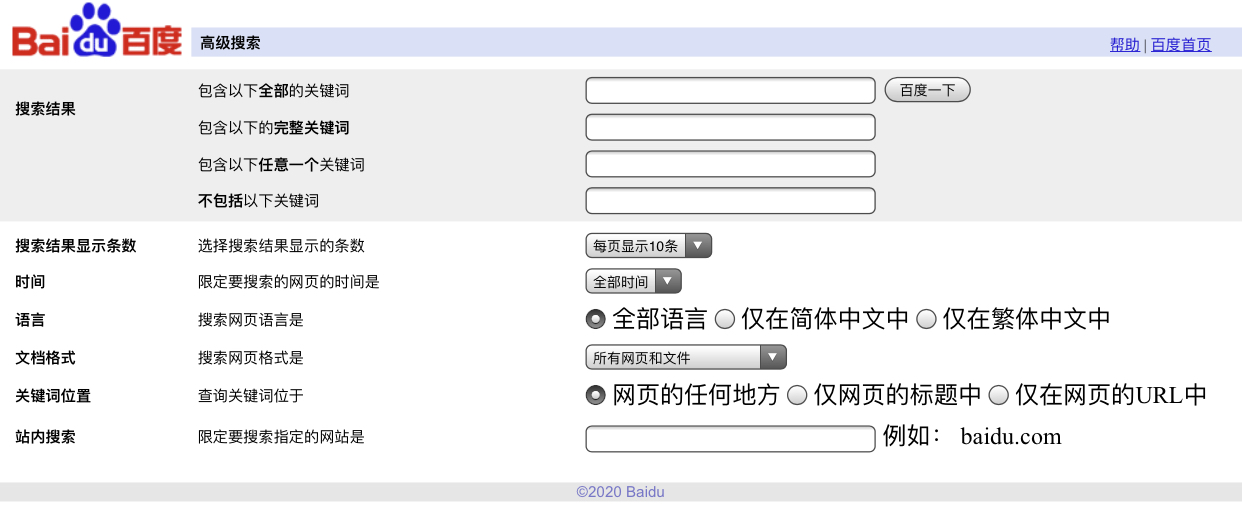 Baidu百度 高级搜索 帮助 | 百度首页
搜索结果
包含以下全部的关键词 百度一下
包含以下的完整关键词
包含以下任意一个关键词
不包括以下关键词
搜索结果显示条数 选择搜索结果显示的条数 每页显示10条
时间 限定要搜索的网页的时间是 全部时间
语言 搜索网页语言是 全部语言 仅在简体中文中 仅在繁体中文中
文档格式 搜索网页格式是 所有网页和文件
关键词位置 查询关键词位于 网页的任何地方 仅网页的标题中 仅在网页的URL中
站内搜索 限定要搜索指定的网站是 例如： baidu.com
©2020 Baidu